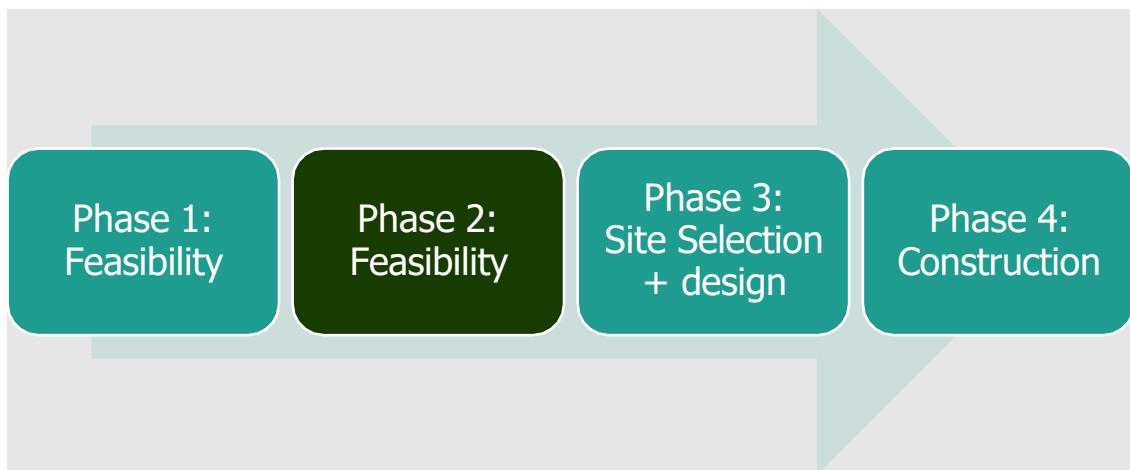 Phase 1:
Feasibility
Phase 2:
Feasibility
Phase 3:
Site Selection
+ design
Phase 4:
Construction